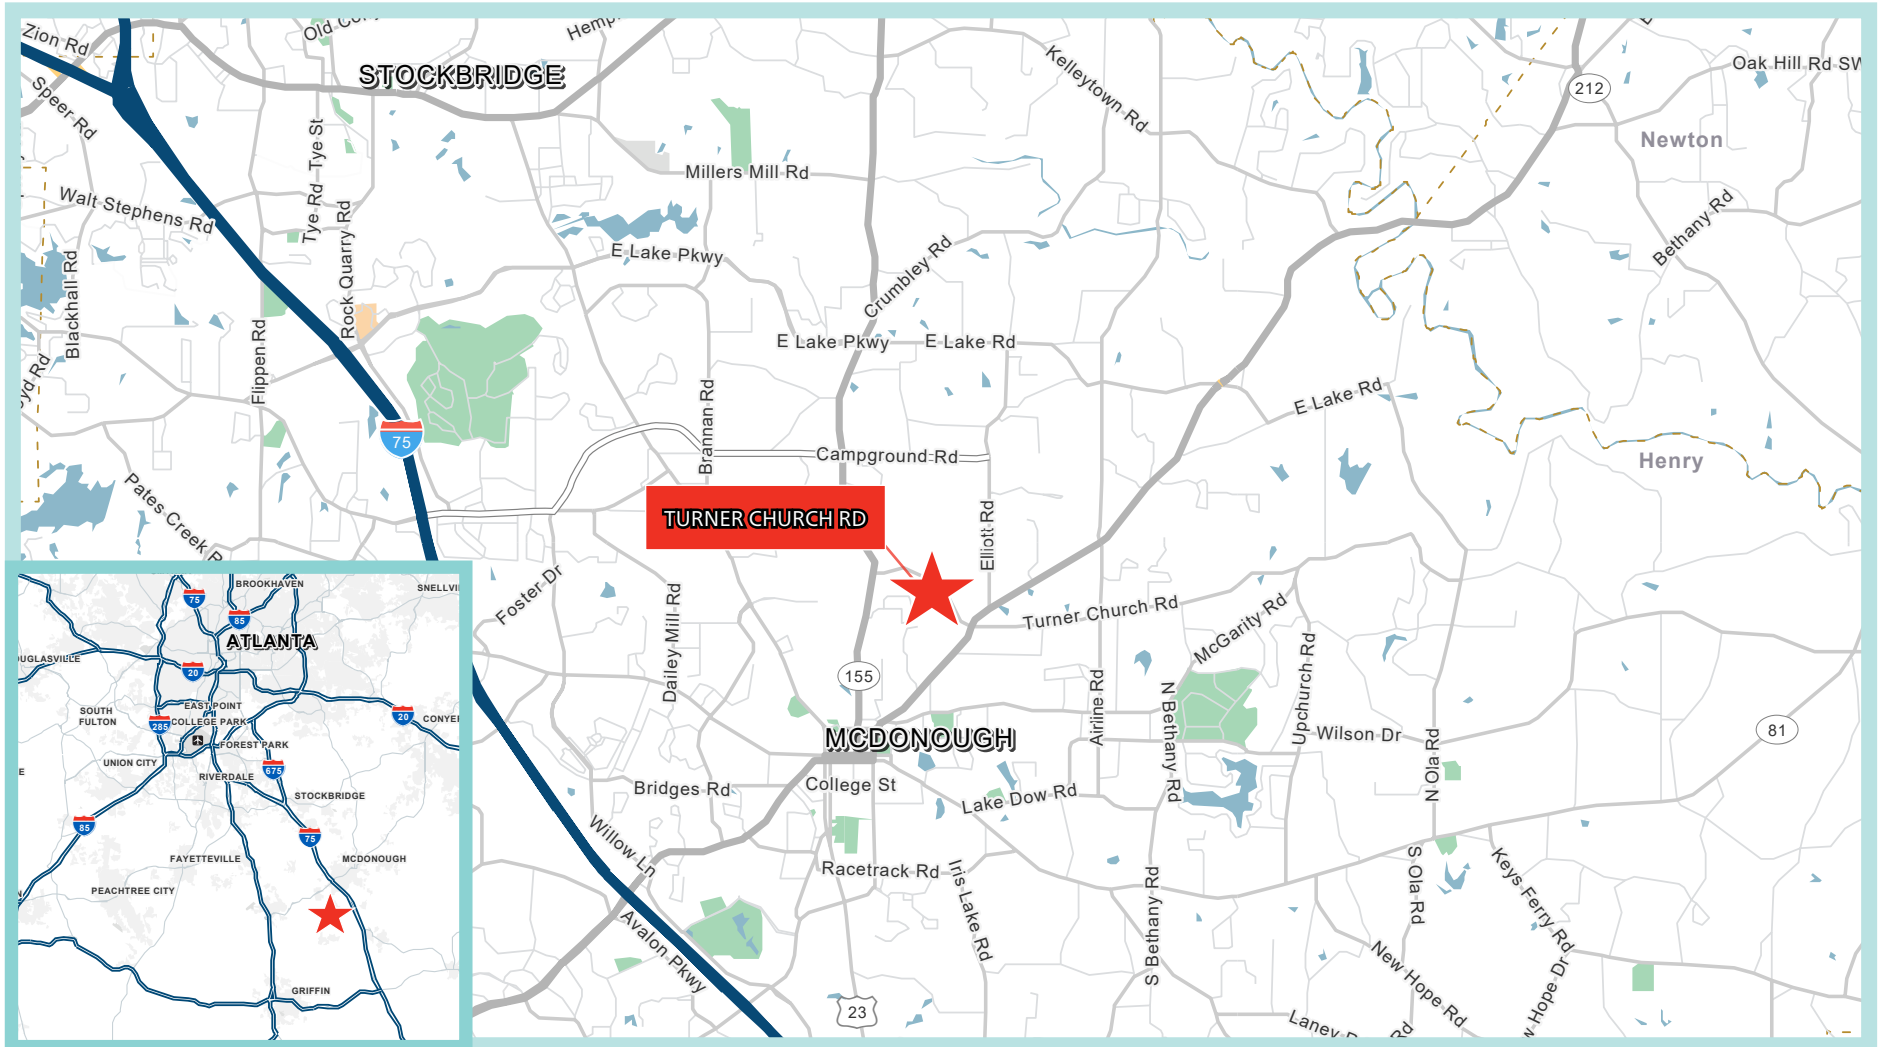 Zion Rd
Old
Hemp
STOCKBRIDGE
Kelleytown Rd
Oak Hill Rd SW
212
Speer Rd
Tye St
Newton
Millers Mill Rd
Tye Rd
Walt Stephens Rd
Rock Quarry Rd
Bethany Rd
E Lake Pkwy
Blackhall Rd
Crumbley Rd
Flippen Rd
E Lake Pkwy
E Lake Rd
yd Rd
E Lake Rd
75
Brannan Rd
Campground Rd
Henry
Pates Creek R
TURNER CHURCH RD
Elliott Rd
Foster Dr
Dailey Mill Rd
Turner Church Rd
McGarity Rd
Upchurch Rd
155
Airline Rd
N Bethany Rd
MCDONOUGH
Wilson Dr
81
N Ola Rd
Bridges Rd
College St
Lake Dow Rd
Willow Ln
Racetrack Rd
Iris Lake Rd
S Bethany Rd
S Ola Rd
Keys Ferry Rd
Avalon Pkwy
New Hope Rd
w Hope Dr
23
Laney
Rd
BROOKHAVEN
SNELLVI
75
85
ATLANTA
OUGLASVILLE
20
SOUTH
FULTON
EAST POINT
285
COLLEGE PARK
20
CONYE
FOREST PARK
UNION CITY
675
RIVERDALE
STOCKBRIDGE
85
75
FAYETTEVILLE
MCDONOUGH
PEACHTREE CITY
GRIFFIN
E
N